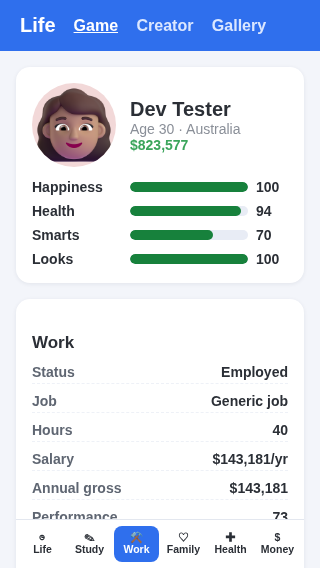 Life Game Creator Gallery
Dev Tester
Age 30 · Australia
$823,577
Happiness 100
Health 94
Smarts 70
Looks 100
Work
Status Employed
Job Generic job
Hours 40
Salary $143,181/yr
Annual gross $143,181
Performance 73
Life Study Work Family Health Money